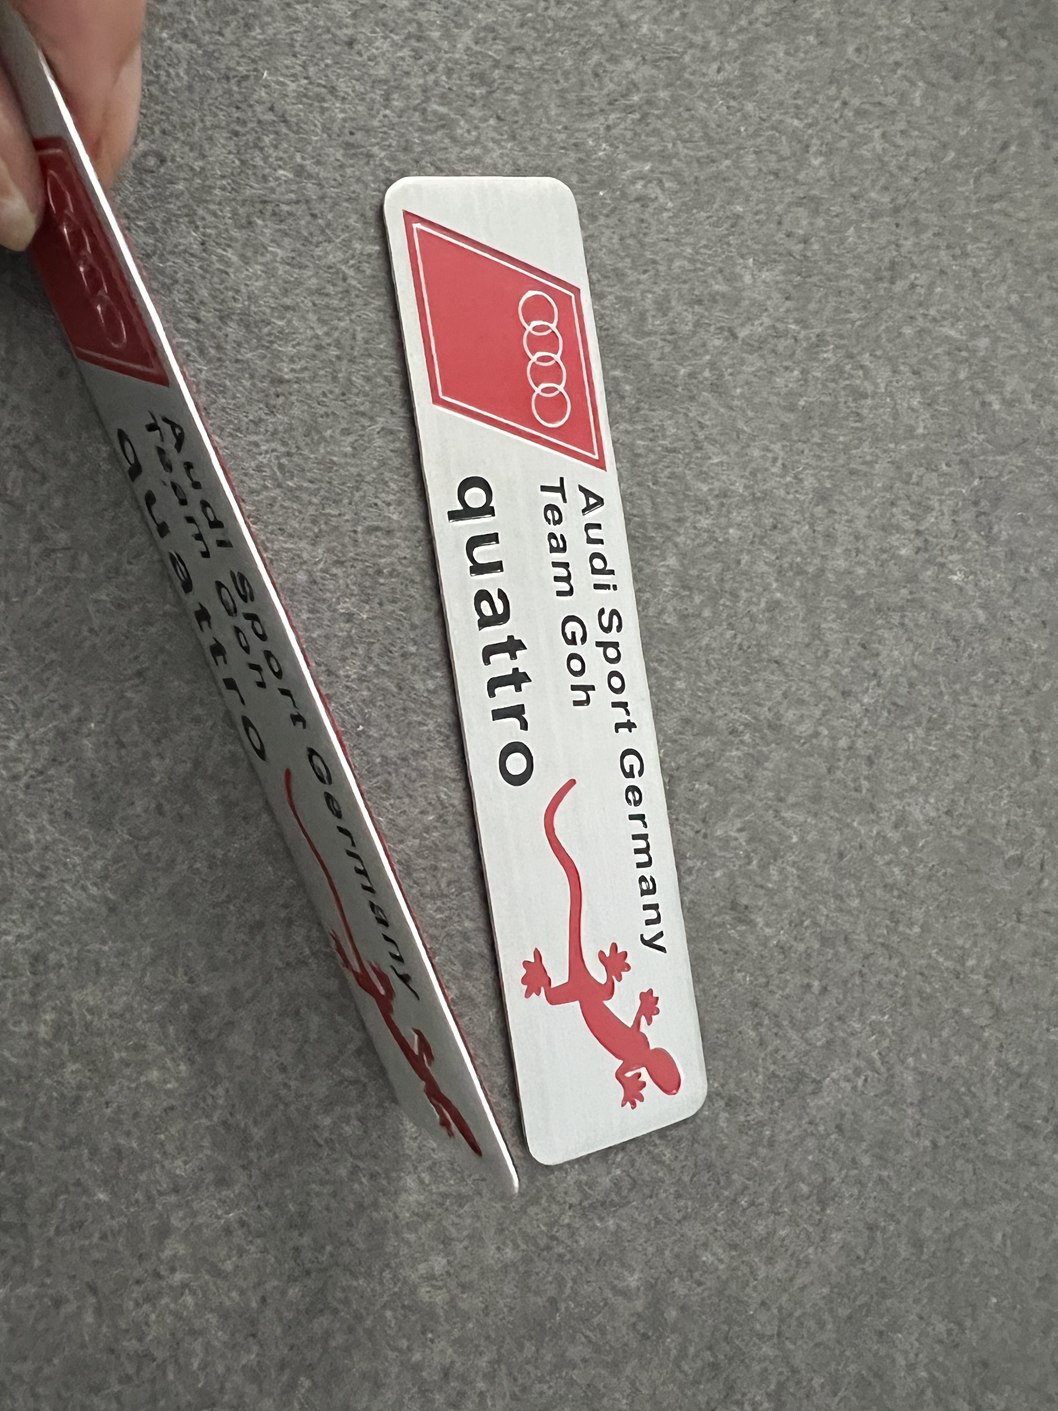 Audi Sport Germany
Team Goh
quattro
Audi Sport Germany
Team Goh
quattro